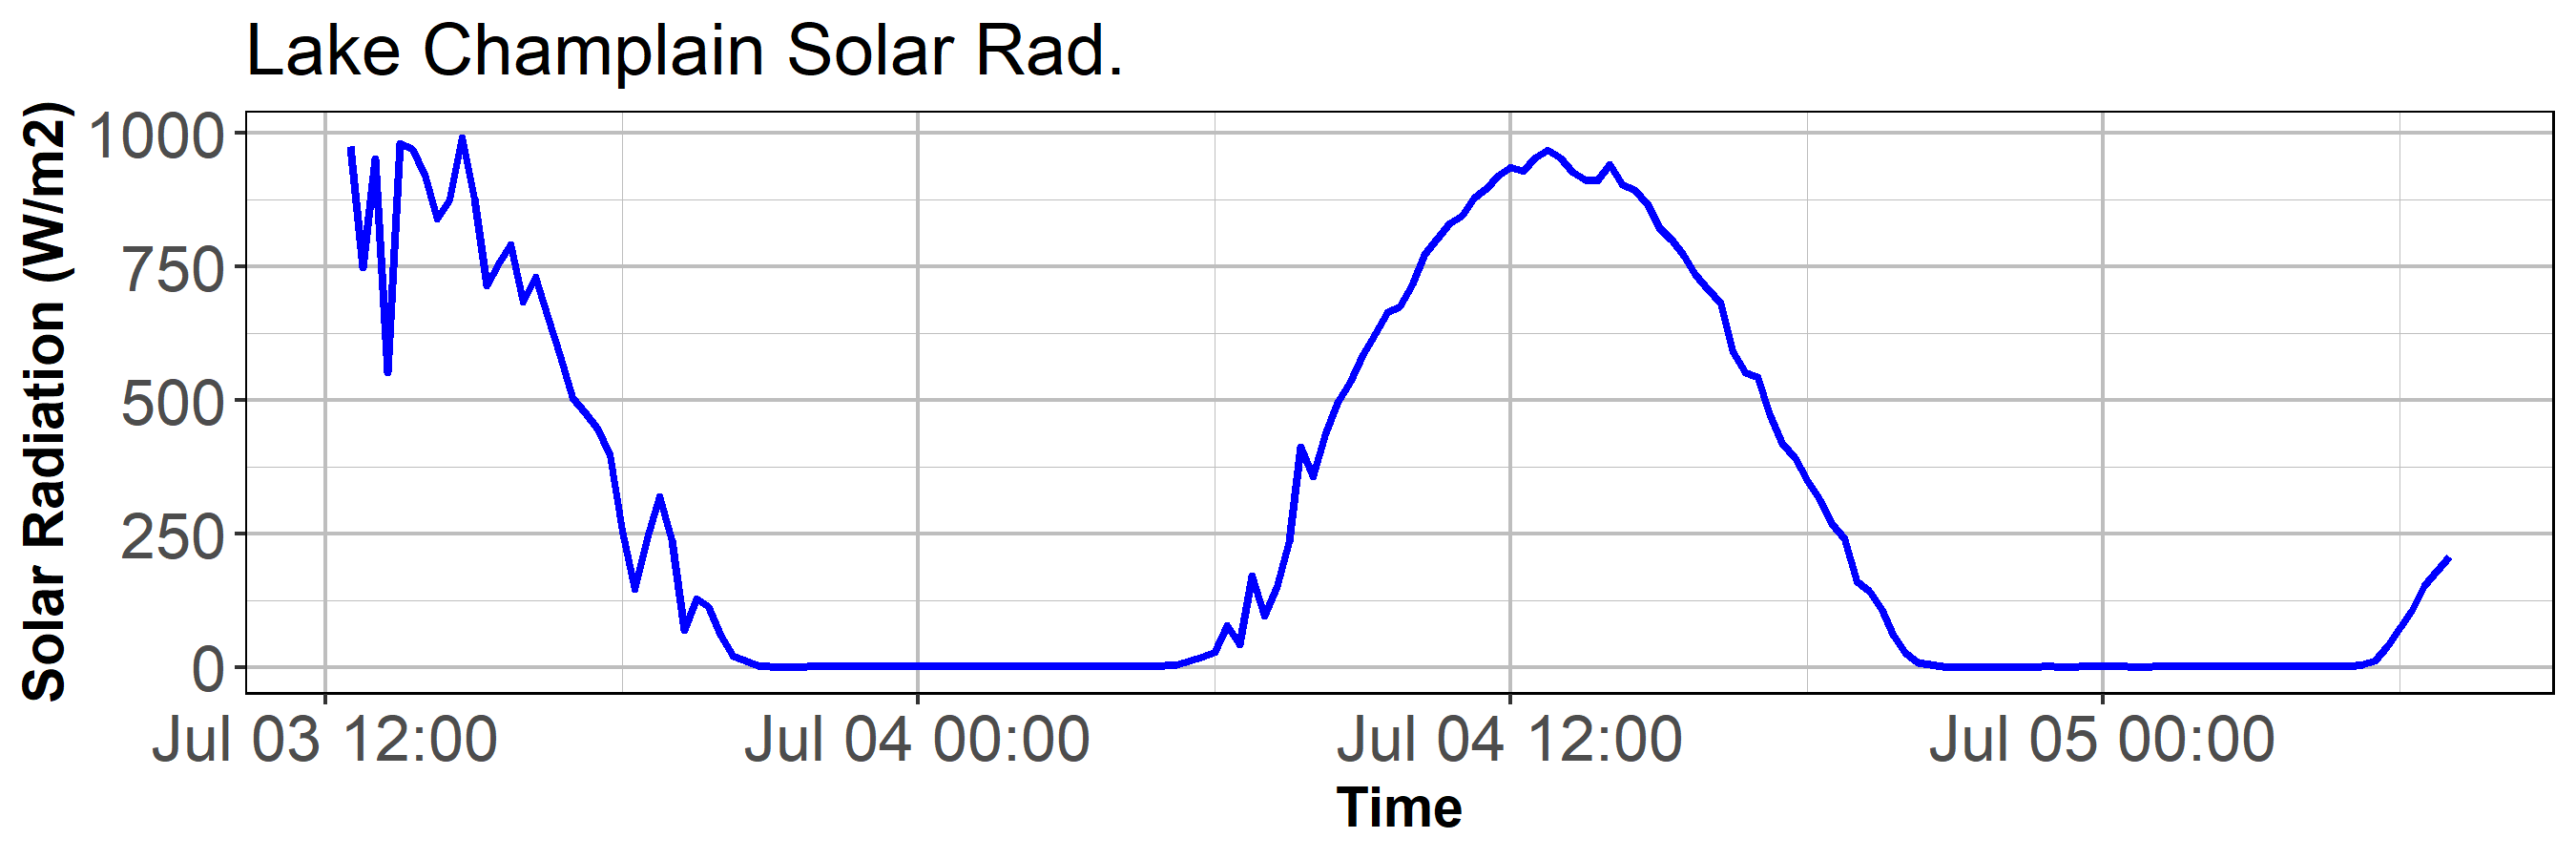 Lake Champlain Solar Rad.
Solar Radiation (W/m2)
1000
750
500
250
0
Jul 03 12:00
Jul 04 00:00
Jul 04 12:00
Jul 05 00:00
Time